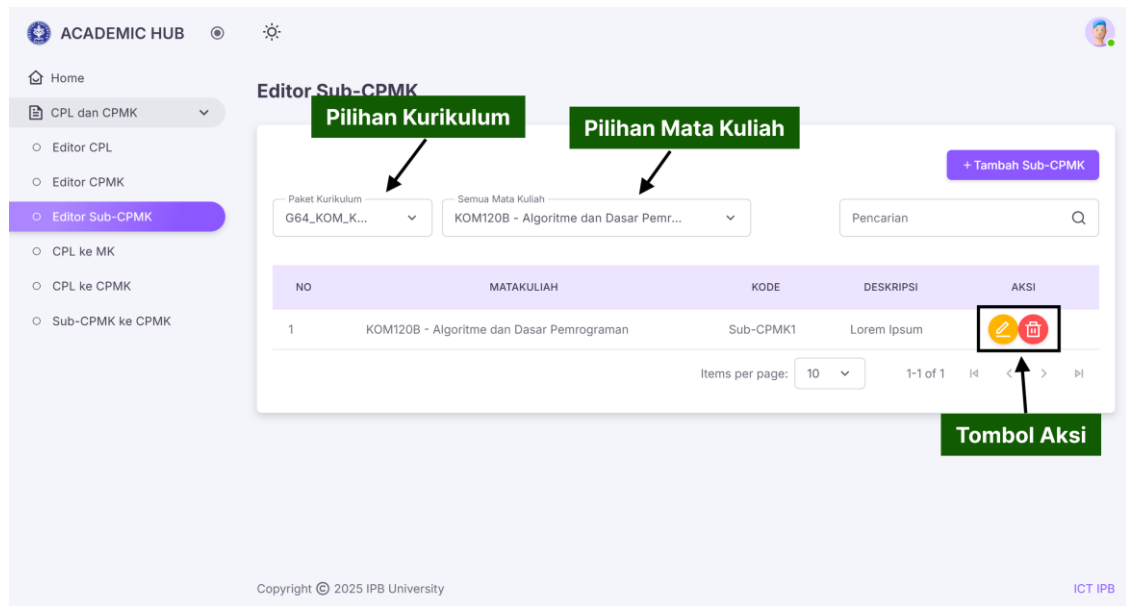 ACADEMIC HUB
Home
CPL dan CPMK
Editor CPL
Editor CPMK
Editor Sub-CPMK
CPL ke MK
CPL ke CPMK
Sub-CPMK ke CPMK
Editor Sub-CPMK
Pilihan Kurikulum
Pilihan Mata Kuliah
+ Tambah Sub-CPMK
Paket Kurikulum
G64_KOM_K...
Semua Mata Kuliah
KOM120B - Algoritme dan Dasar Pemr...
Pencarian
NO MATAKULIAH KODE DESKRIPSI AKSI
1 KOM120B - Algoritme dan Dasar Pemrograman Sub-CPMK1 Lorem Ipsum
Items per page: 10 1-1 of 1
Tombol Aksi
Copyright © 2025 IPB University
ICT IPB